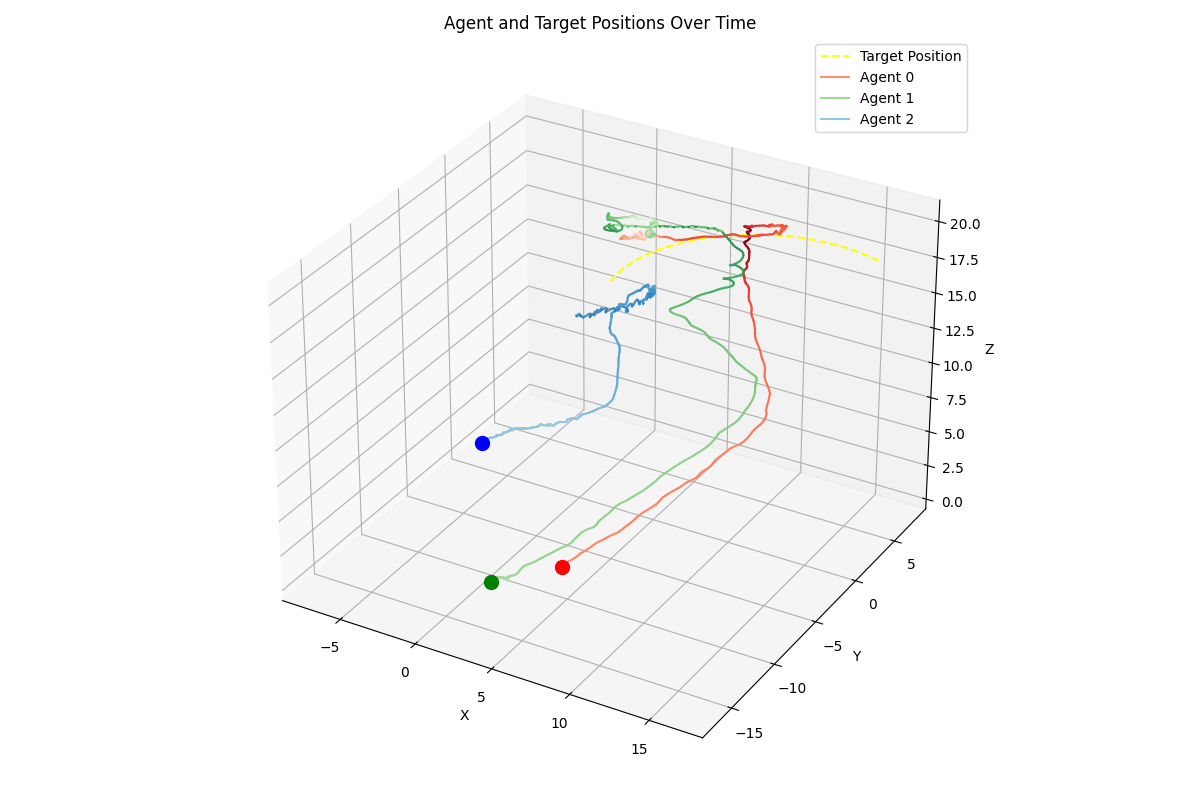 Agent and Target Positions Over Time
Target Position
Agent 0
Agent 1
Agent 2
20.0
17.5
15.0
12.5
10.0
7.5
5.0
2.5
0.0
Z
5
0
−5
−10
−15
Y
−5
0
5
10
15
X